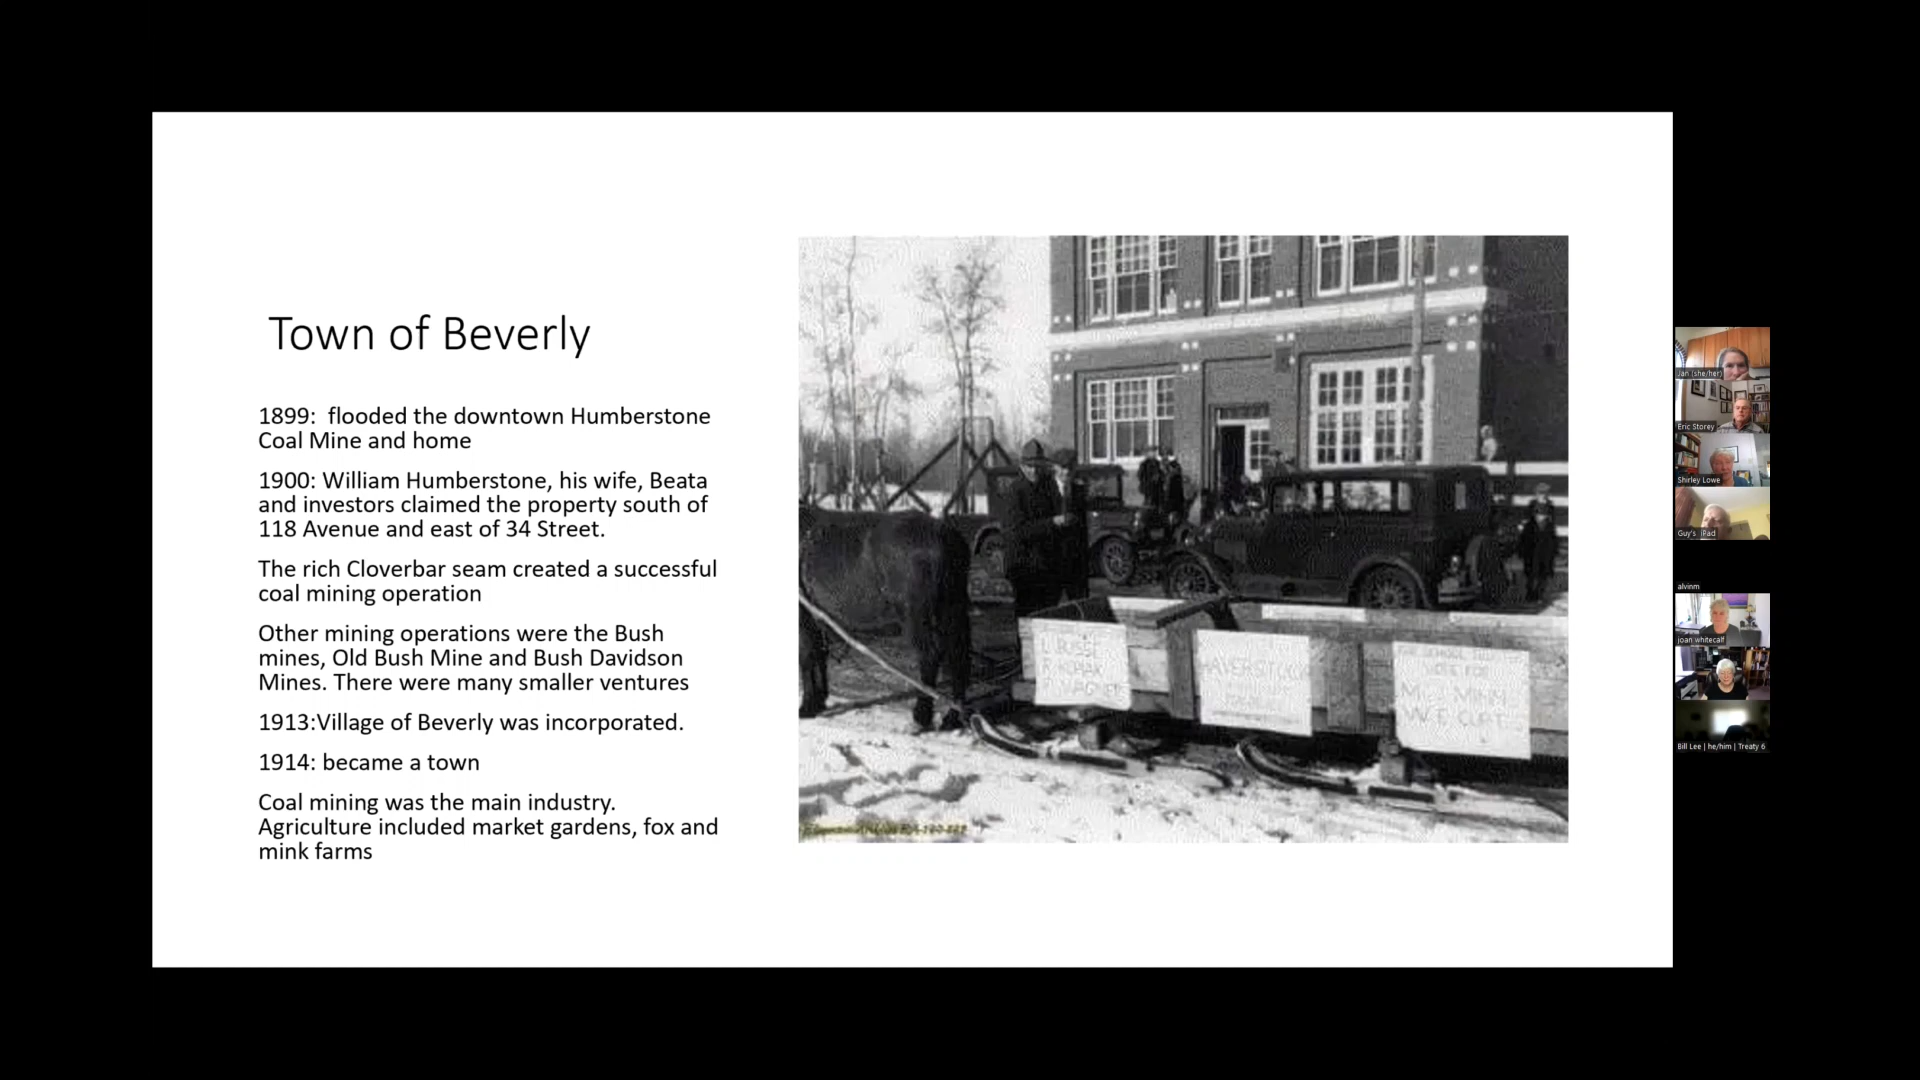 Town of Beverly
1899:  flooded the downtown Humberstone
Coal Mine and home
1900: William Humberstone, his wife, Beata
and investors claimed the property south of
118 Avenue and east of 34 Street.
The rich Cloverbar seam created a successful
coal mining operation
Other mining operations were the Bush
mines, Old Bush Mine and Bush Davidson
Mines. There were many smaller ventures
1913:Village of Beverly was incorporated.
1914: became a town
Coal mining was the main industry.
Agriculture included market gardens, fox and
mink farms
VOTE FOR
Jan (she/her)
Eric Storey
Shirley Lowe
Guy's iPad
alvinm
joan whitecalf
Bill Lee | he/him | Treaty 6